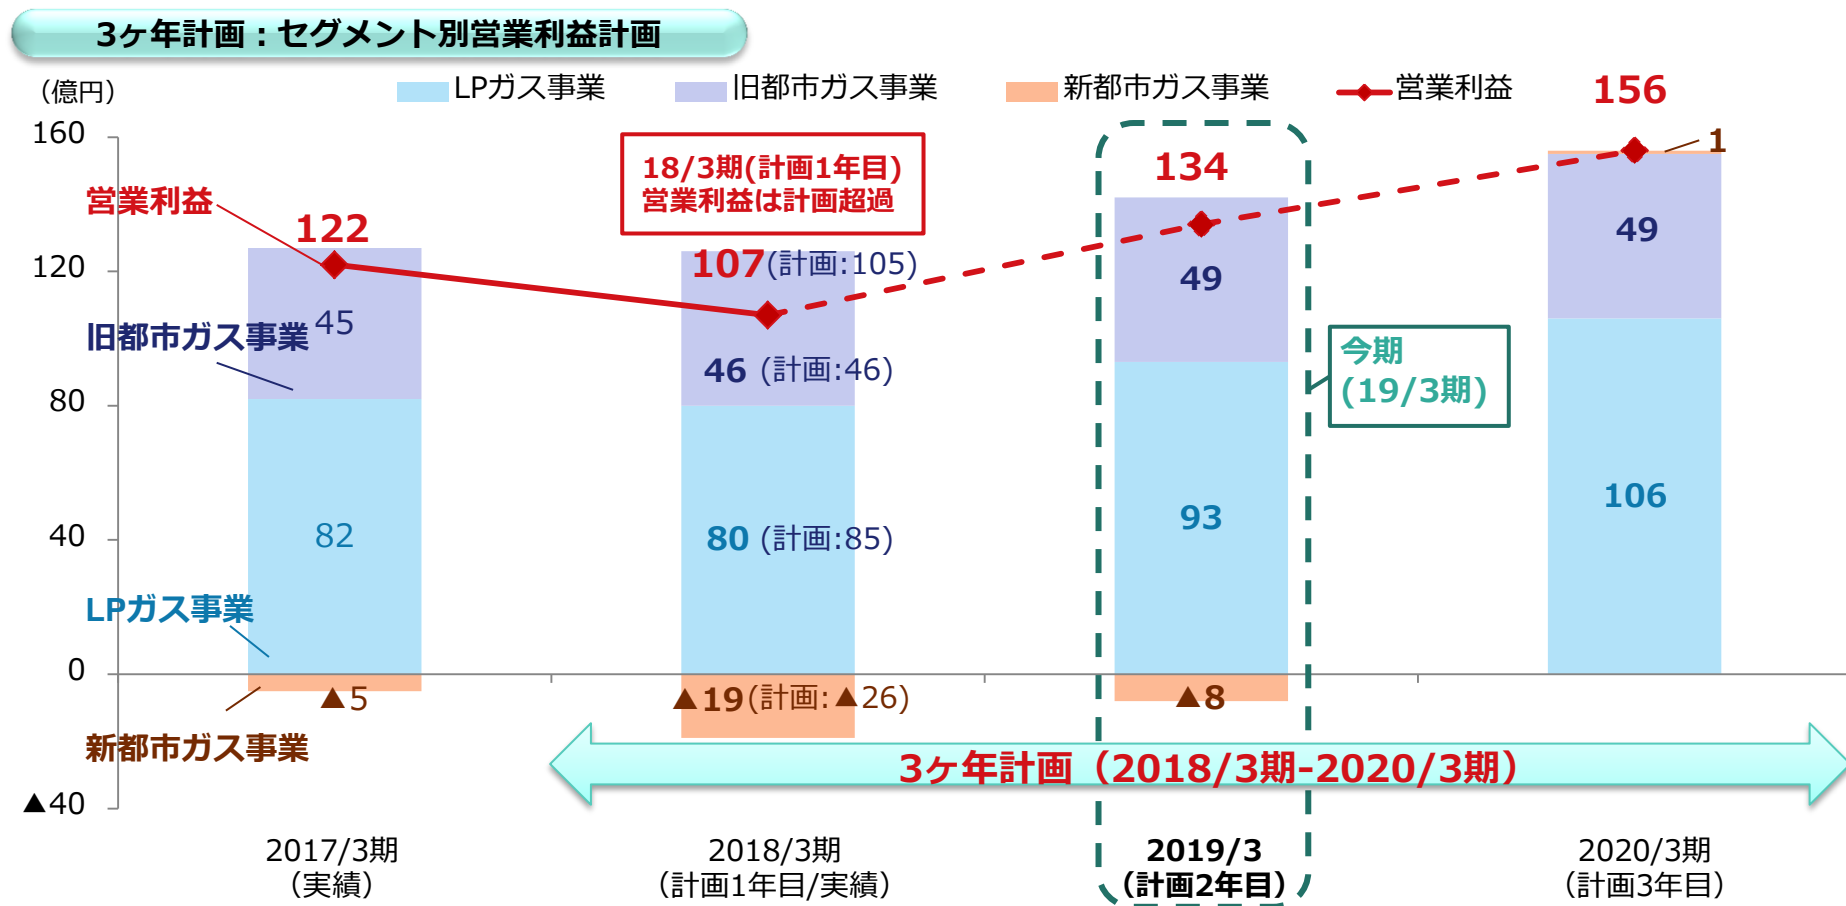 3ヶ年計画：セグメント別営業利益計画
（億円）
LPガス事業
旧都市ガス事業
新都市ガス事業
営業利益
160
120
80
40
0
▲40
営業利益
旧都市ガス事業
LPガス事業
新都市ガス事業
122
45
82
▲5
18/3期(計画1年目)
営業利益は計画超過
107(計画:105)
46 (計画:46)
80 (計画:85)
▲19(計画:▲26)
134
49
93
▲8
今期
(19/3期)
156
1
49
106
3ヶ年計画（2018/3期-2020/3期）
2017/3期
（実績）
2018/3期
（計画1年目/実績）
2019/3
（計画2年目）
2020/3期
（計画3年目）